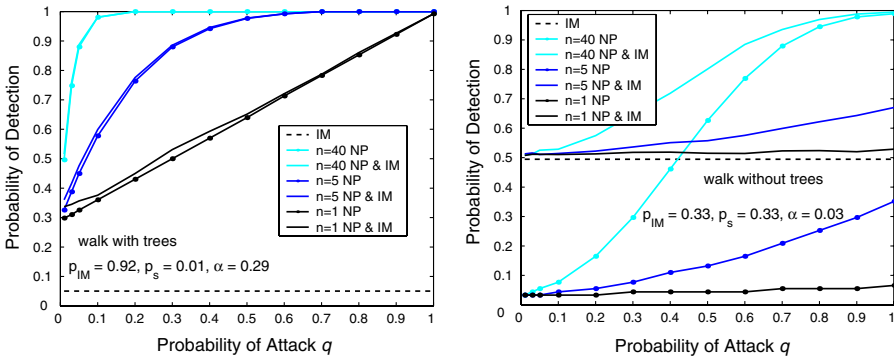 1
0.9
0.8
0.7
0.6
0.5
0.4
0.3
0.2
0.1
0
0
0.1
0.2
0.3
0.4
0.5
0.6
0.7
0.8
0.9
1
Probability of Detection
Probability of Attack q
IM
n=40 NP
n=40 NP & IM
n=5 NP
n=5 NP & IM
n=1 NP
n=1 NP & IM
walk with trees
pIM = 0.92, ps = 0.01, α = 0.29
1
0.9
0.8
0.7
0.6
0.5
0.4
0.3
0.2
0.1
0
0
0.1
0.2
0.3
0.4
0.5
0.6
0.7
0.8
0.9
1
Probability of Detection
Probability of Attack q
IM
n=40 NP
n=40 NP & IM
n=5 NP
n=5 NP & IM
n=1 NP
n=1 NP & IM
walk without trees
pIM = 0.33, ps = 0.33, α = 0.03